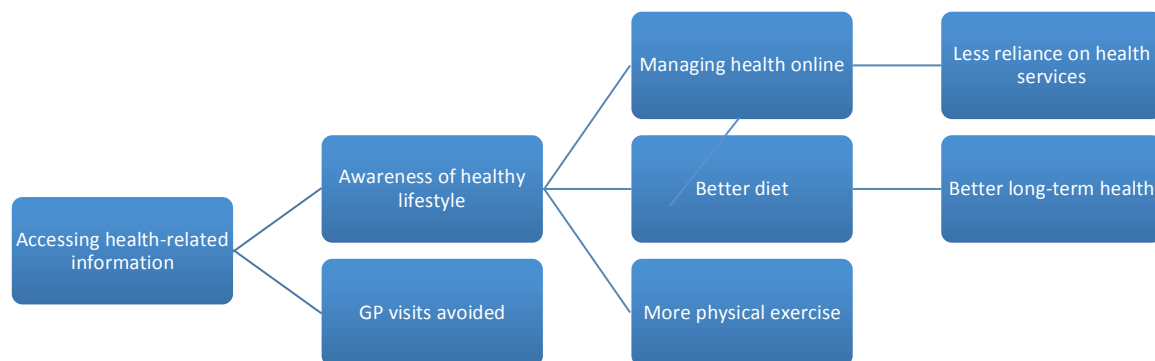 Managing health online
Less reliance on health
services
Awareness of healthy
lifestyle
Better diet
Better long-term health
Accessing health-related
information
GP visits avoided
More physical exercise